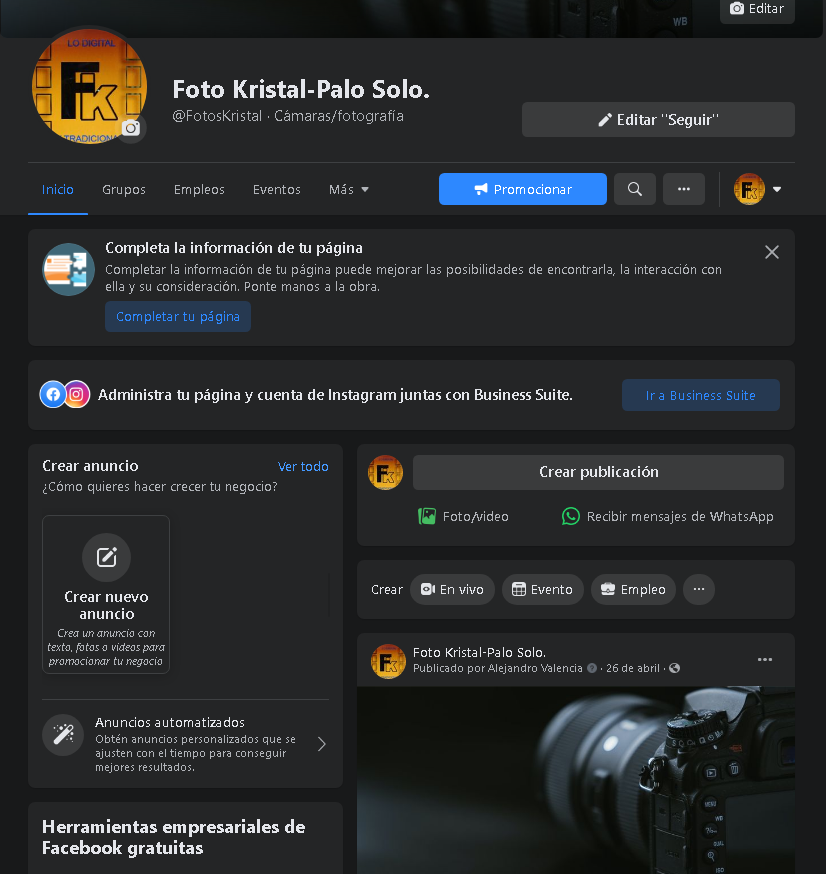 WB
Editar
LO DIGITAL
FK
TRADICIONA
Foto Kristal-Palo Solo.
@FotosKristal · Cámaras/fotografía
Editar "Seguir"
Inicio
Grupos
Empleos
Eventos
Más
Promocionar
Completa la información de tu página
Completar la información de tu página puede mejorar las posibilidades de encontrarla, la interacción con
ella y su consideración. Ponte manos a la obra.
Completar tu página
Administra tu página y cuenta de Instagram juntas con Business Suite.
Ir a Business Suite
Crear anuncio
Ver todo
¿Cómo quieres hacer crecer tu negocio?
Crear nuevo
anuncio
Crea un anuncio con
texto, fotos o videos para
promocionar tu negocio
Anuncios automatizados
Obtén anuncios personalizados que se
ajusten con el tiempo para conseguir
mejores resultados.
Herramientas empresariales de
Facebook gratuitas
Crear publicación
Foto/video
Recibir mensajes de WhatsApp
Crear
En vivo
Evento
Empleo
Foto Kristal-Palo Solo.
Publicado por Alejandro Valencia · 26 de abril ·
MENU
WB
QUAL
ISO